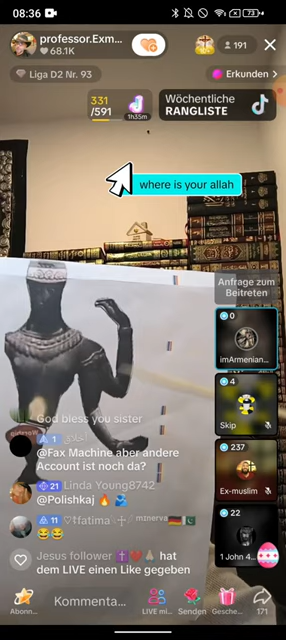 08:36
professor.Exm...
68.1K
191
Liga D2 Nr. 93
Erkunden >
331
/591
1h35m
Wöchentliche
RANGLISTE
where is your allah
Anfrage zum
Beitreten
0
imArmenian...
4
Skip
237
Ex-muslim
22
1 John 4...
God bless you sister
1
@Fax Machine aber andere
Account ist noch da?
21 Linda Young8742
@Polishkaj 🔥🫂
11
😂😂
Jesus follower
hat
dem LIVE einen Like gegeben
Abonn...
Kommenta...
LIVE mi...
Senden
Gesche...
171